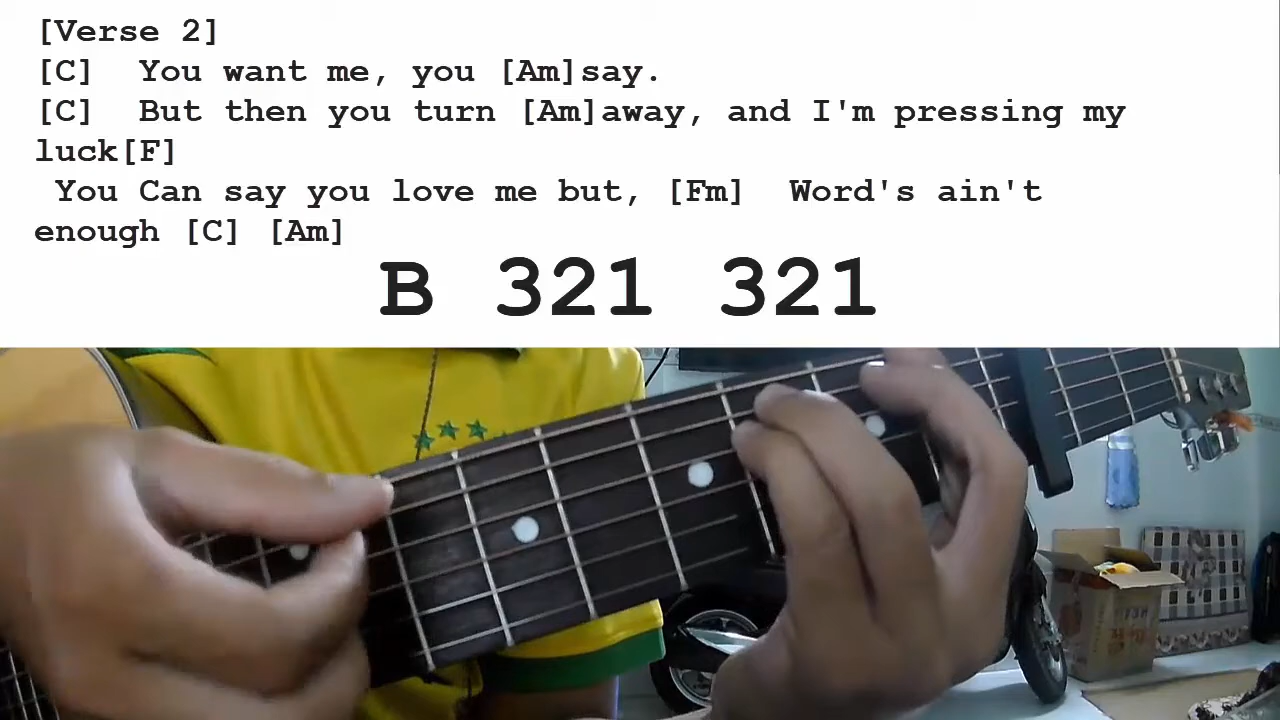 [Verse 2]
[C]  You want me, you [Am]say.
[C]  But then you turn [Am]away, and I'm pressing my
luck[F]
You Can say you love me but, [Fm]  Word's ain't
enough [C] [Am]
B 321 321